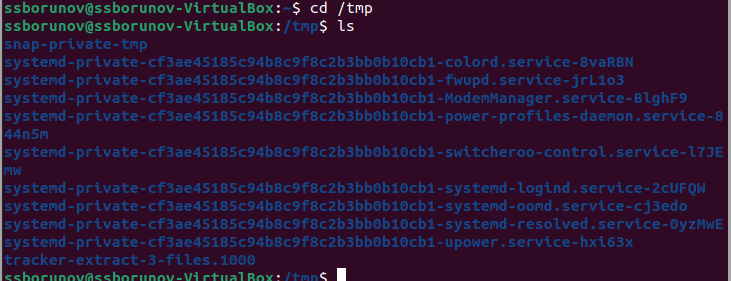 ssborunov@ssborunov-VirtualBox:~$ cd /tmp
ssborunov@ssborunov-VirtualBox:/tmp$ ls
snap-private-tmp
systemd-private-cf3ae45185c94b8c9f8c2b3bb0b10cb1-colord.service-8vaRBN
systemd-private-cf3ae45185c94b8c9f8c2b3bb0b10cb1-fwupd.service-jrL1o3
systemd-private-cf3ae45185c94b8c9f8c2b3bb0b10cb1-ModemManager.service-BlghF9
systemd-private-cf3ae45185c94b8c9f8c2b3bb0b10cb1-power-profiles-daemon.service-8
44n5m
systemd-private-cf3ae45185c94b8c9f8c2b3bb0b10cb1-switcheroo-control.service-l7JE
mw
systemd-private-cf3ae45185c94b8c9f8c2b3bb0b10cb1-systemd-logind.service-2cUFQW
systemd-private-cf3ae45185c94b8c9f8c2b3bb0b10cb1-systemd-oomd.service-cj3edo
systemd-private-cf3ae45185c94b8c9f8c2b3bb0b10cb1-systemd-resolved.service-0yzMwE
systemd-private-cf3ae45185c94b8c9f8c2b3bb0b10cb1-upower.service-hxi63x
tracker-extract-3-files.1000
ssborunov@ssborunov-VirtualBox:/tmp$